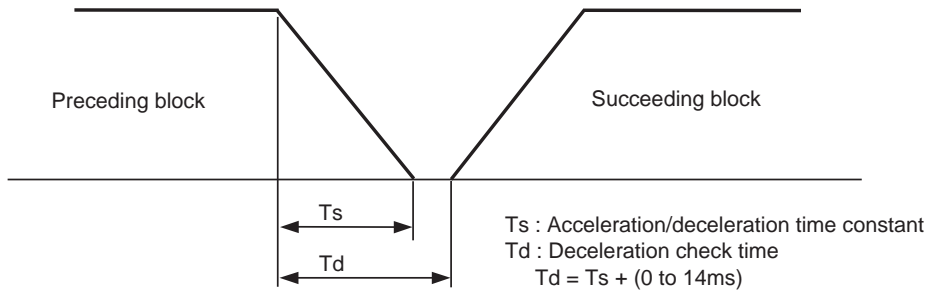 Preceding block
Succeeding block
Ts
Td
Ts : Acceleration/deceleration time constant
Td : Deceleration check time
Td = Ts + (0 to 14ms)